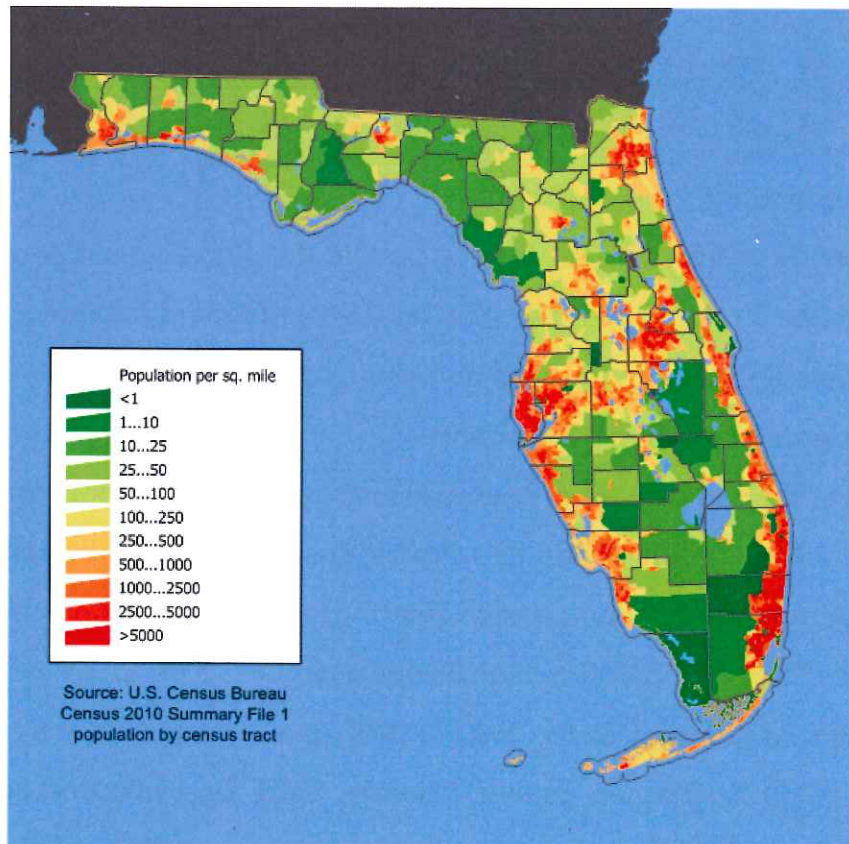 Population per sq. mile
<1
1...10
10...25
25...50
50...100
100...250
250...500
500...1000
1000...2500
2500...5000
>5000
Source: U.S. Census Bureau
Census 2010 Summary File 1
population by census tract